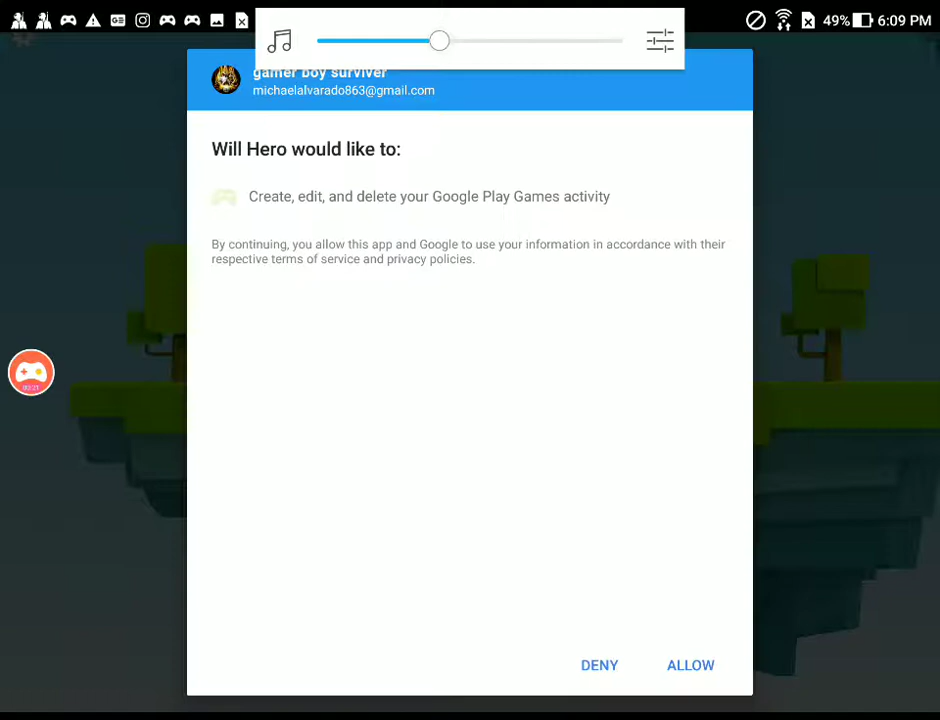 49% 6:09 PM
gamer boy surviver
michaelalvarado863@gmail.com
Will Hero would like to:
Create, edit, and delete your Google Play Games activity
By continuing, you allow this app and Google to use your information in accordance with their
respective terms of service and privacy policies.
DENY ALLOW